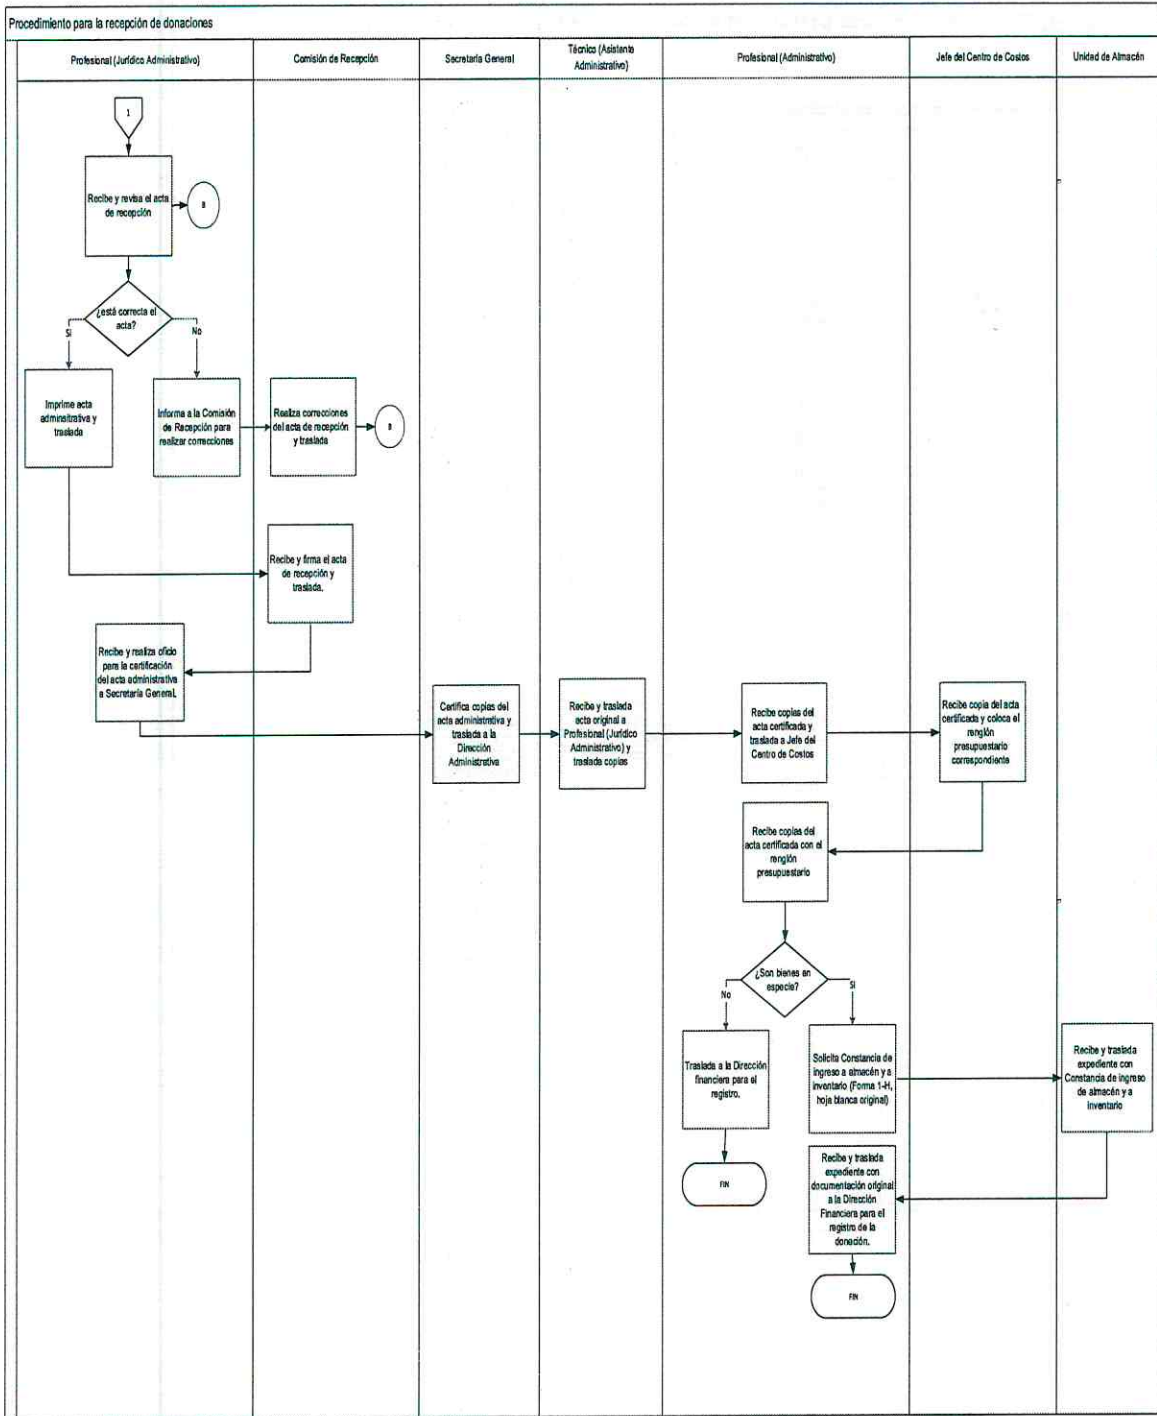 Procedimiento para la recepción de donaciones
Profesional (Jurídico Administrativo)
Comisión de Recepción
Secretaría General
Técnico (Asistente
Administrativo)
Profesional (Administrativo)
Jefe del Centro de Costos
Unidad de Almacén
1
Recibe y revisa el acta
de recepción
B
¿está correcta el
acta?
Si
No
Imprime acta
adminsitrativa y
traslada
Informa a la Comisión
de Recepción para
realizar correcciones
Realiza correcciones
del acta de recepción
y traslada
B
Recibe y firma el acta
de recepción y
traslada.
Recibe y realiza oficio
para la certificación
del acta administrativa
a Secretaría General.
Certifica copias del
acta administrativa y
traslada a la
Dirección
Administrativa
Recibe y traslada
acta original a
Profesional (Jurídico
Administrativo) y
traslada copias
Recibe copias del
acta certificada y
traslada a Jefe del
Centro de Costos
Recibe copia del acta
certificada y coloca el
renglón
presupuestario
correspondiente
Recibe copias del
acta certificada con el
renglón
presupuestario
¿Son bienes en
especie?
No
Si
Traslada a la Dirección
financiera para el
registro.
Solicita Constancia de
ingreso a almacén y a
inventario (Forma 1-H,
hoja blanca original)
Recibe y traslada
expediente con
Constancia de ingreso
de almacén y a
inventario
FIN
Recibe y traslada
expediente con
documentación original
a la Dirección
Financiera para el
registro de la
donación.
FIN